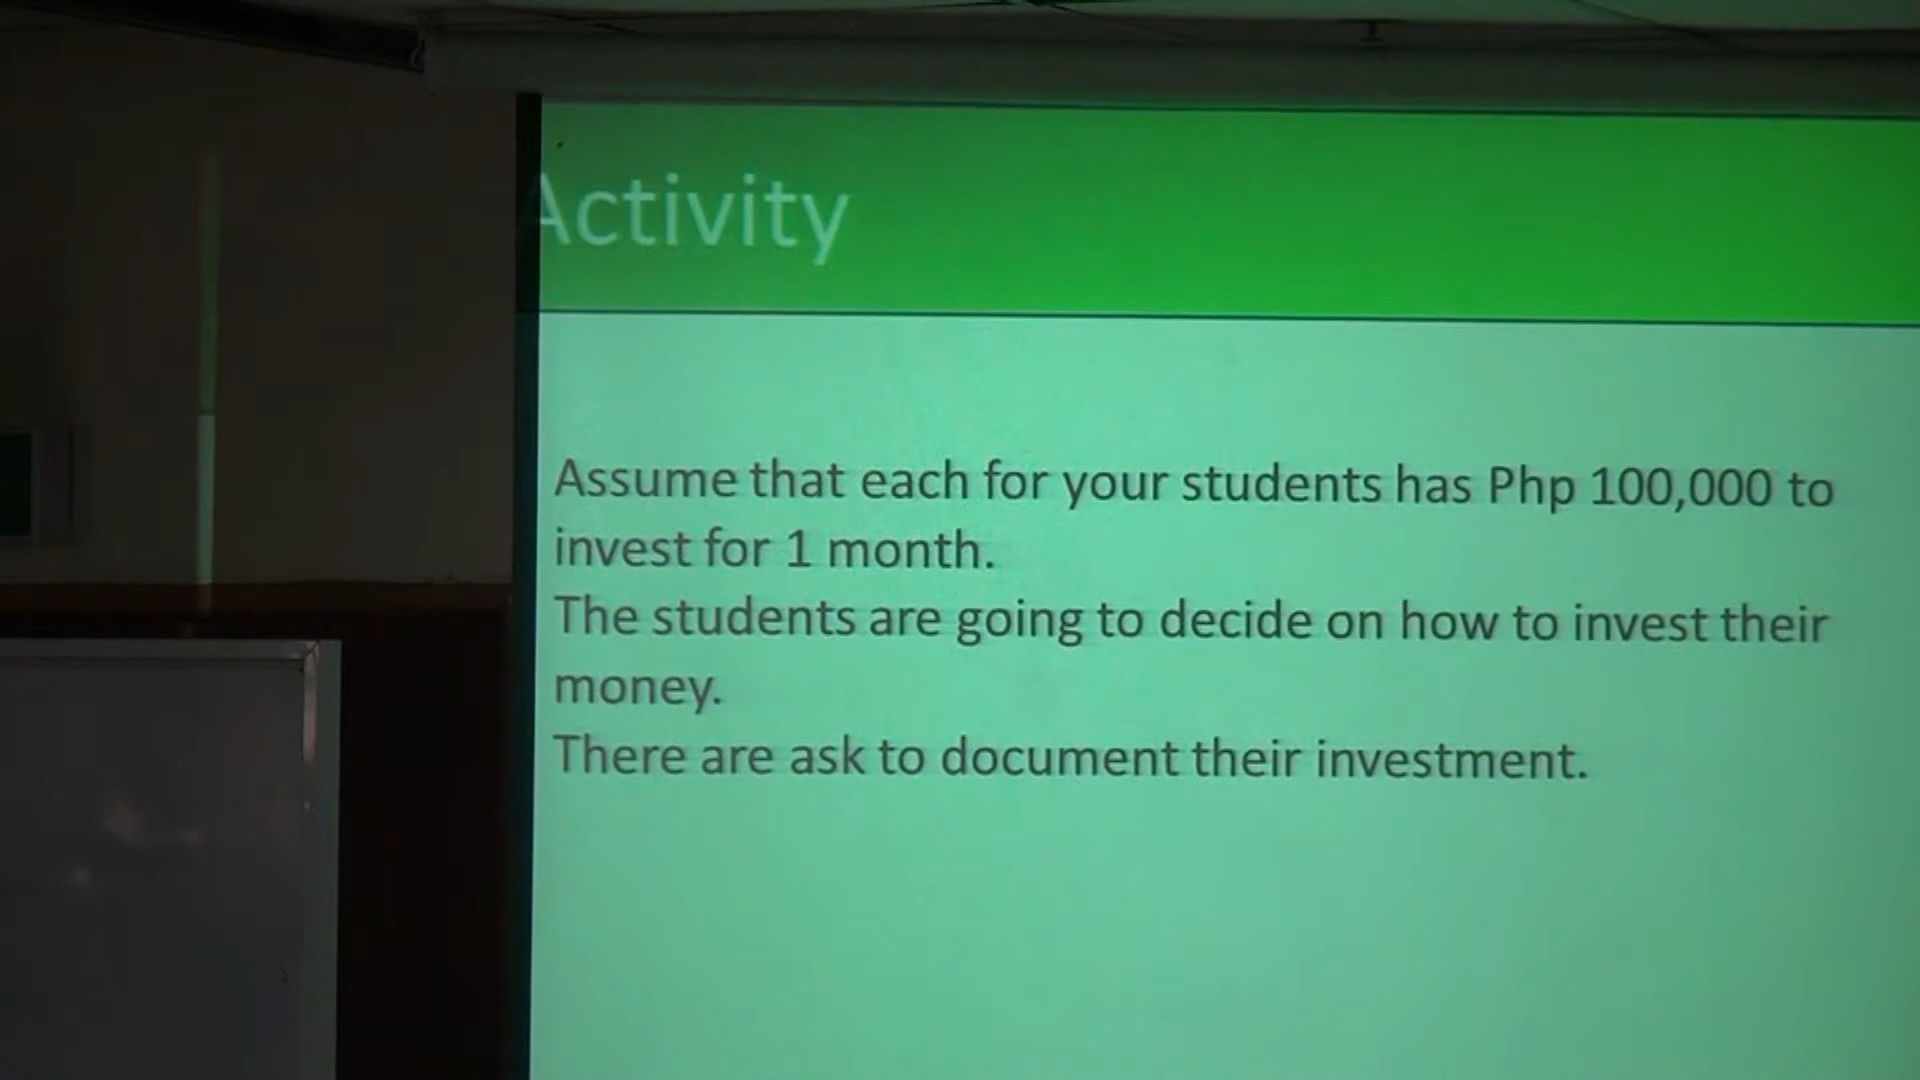 Activity
Assume that each for your students has Php 100,000 to
invest for 1 month.
The students are going to decide on how to invest their
money.
There are ask to document their investment.